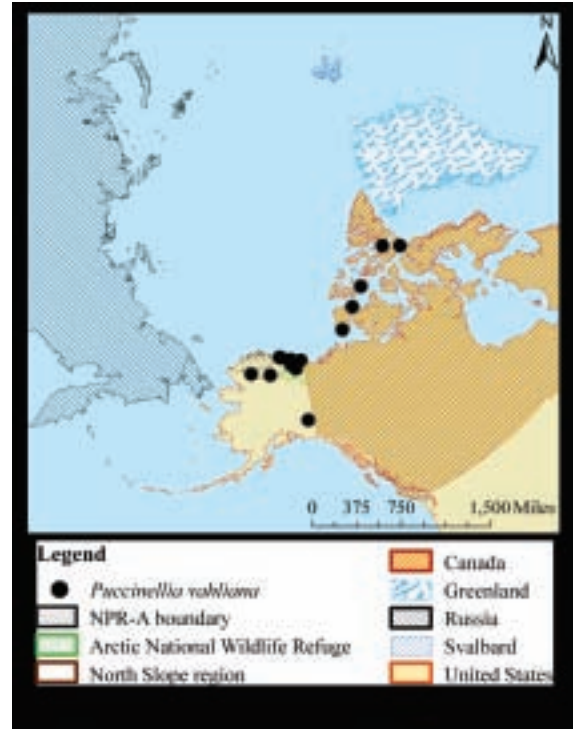 N
0 375 750 1,500 Miles
Legend
Puccinellia vahliana
NPR-A boundary
Arctic National Wildlife Refuge
North Slope region
Canada
Greenland
Russia
Svalbard
United States